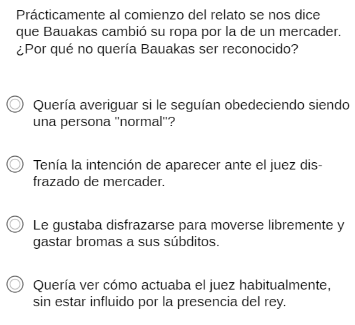 Prácticamente al comienzo del relato se nos dice
que Bauakas cambió su ropa por la de un mercader.
¿Por qué no quería Bauakas ser reconocido?
Quería averiguar si le seguían obedeciendo siendo
una persona "normal"?
Tenía la intención de aparecer ante el juez dis-
frazado de mercader.
Le gustaba disfrazarse para moverse libremente y
gastar bromas a sus súbditos.
Quería ver cómo actuaba el juez habitualmente,
sin estar influido por la presencia del rey.